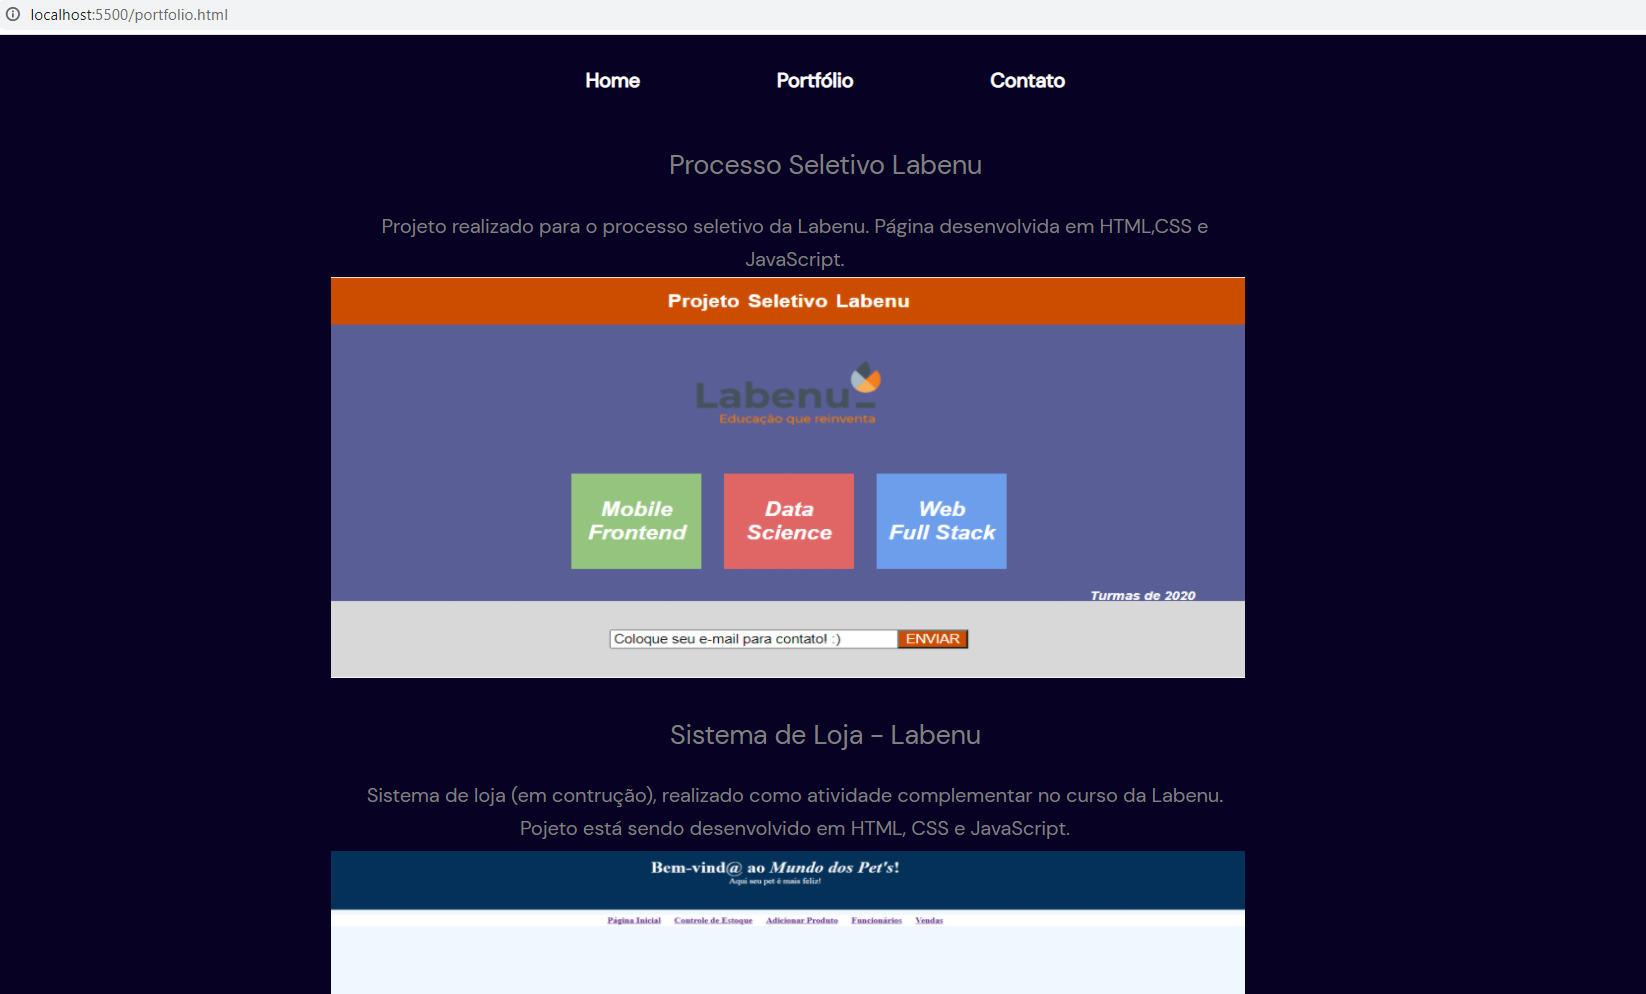 localhost:5500/portfolio.html
Home Portfólio Contato
Processo Seletivo Labenu
Projeto realizado para o processo seletivo da Labenu. Página desenvolvida em HTML,CSS e
JavaScript.
Projeto Seletivo Labenu
Labenu_
Educação que reinventa
Mobile
Frontend
Data
Science
Web
Full Stack
Turmas de 2020
Coloque seu e-mail para contato! :) ENVIAR
Sistema de Loja - Labenu
Sistema de loja (em contrução), realizado como atividade complementar no curso da Labenu.
Pojeto está sendo desenvolvido em HTML, CSS e JavaScript.
Bem-vind@ ao Mundo dos Pet's!
Aqui seu pet é mais feliz!
Página Inicial Controle de Estoque Adicionar Produto Funcionários Vendas